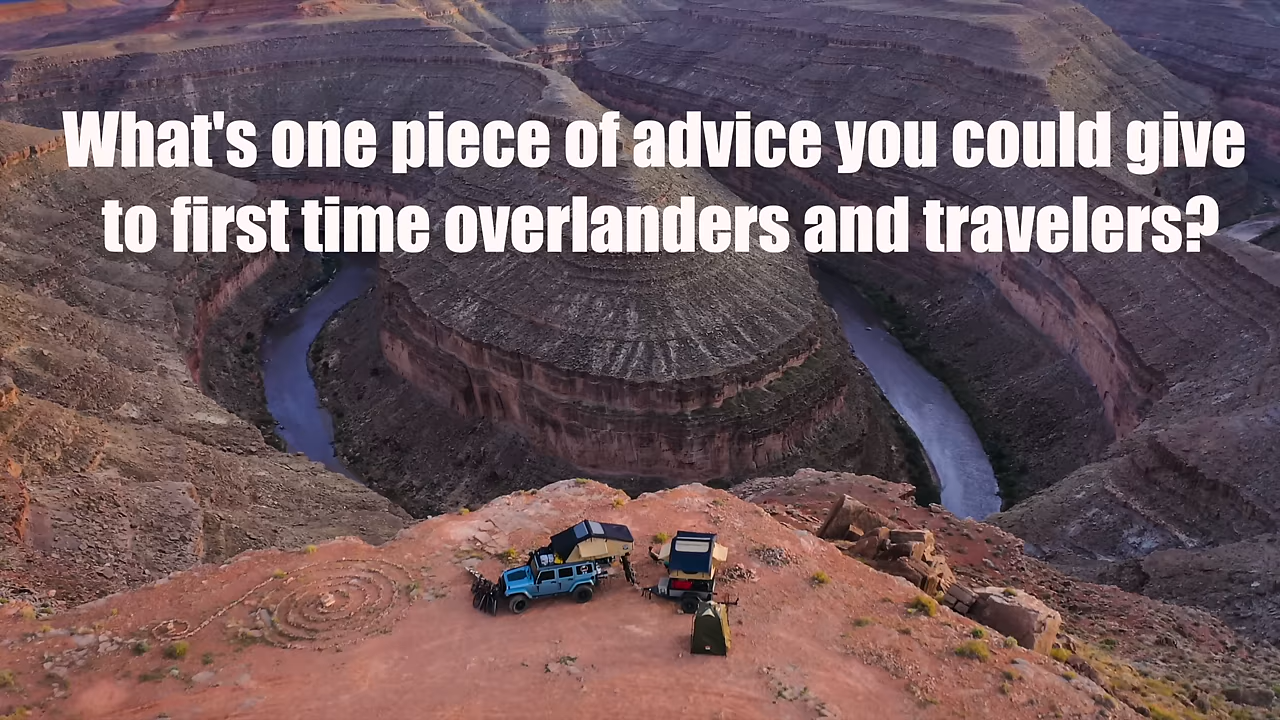 What's one piece of advice you could give
to first time overlanders and travelers?